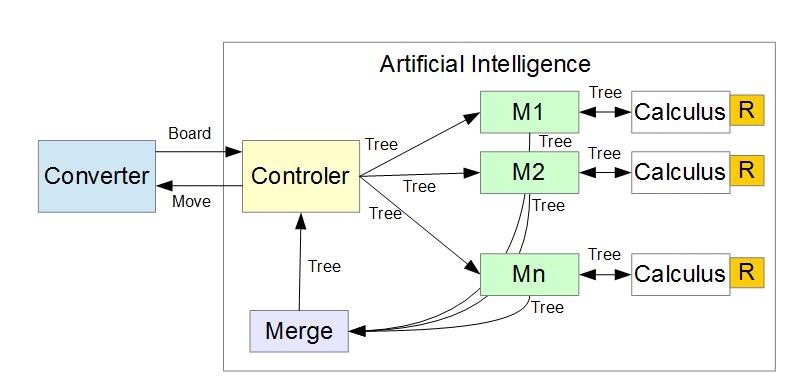 Artificial Intelligence
M1
Tree
Calculus
R
Tree
Board
Tree
M2
Tree
Calculus
R
Converter
Controler
Tree
Move
Tree
Tree
Mn
Tree
Calculus
R
Tree
Tree
Merge